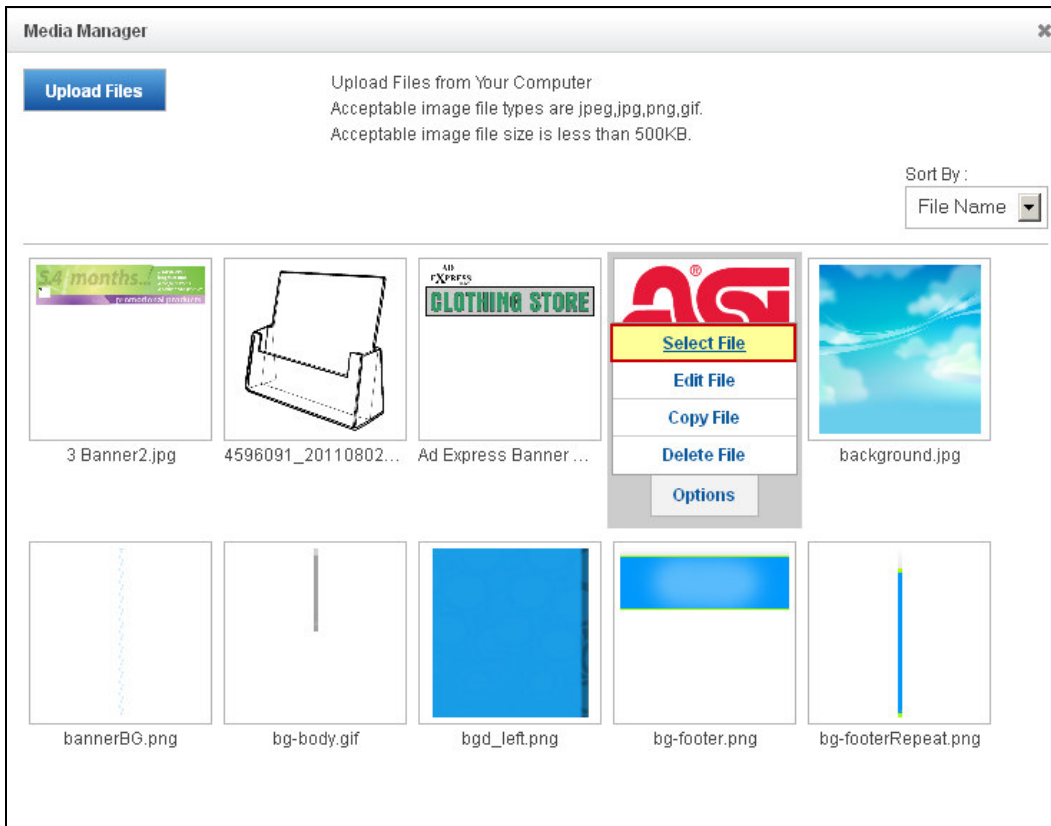 Media Manager
Upload Files
Upload Files from Your Computer
Acceptable image file types are jpeg,jpg,png,gif.
Acceptable image file size is less than 500KB.
Sort By :
File Name
54 months...
promotional products
AD
EXPRESS
CLOTHING STORE
ASI
®
Select File
Edit File
Copy File
Delete File
Options
3 Banner2.jpg
4596091_20110802...
Ad Express Banner ...
background.jpg
bannerBG.png
bg-body.gif
bgd_left.png
bg-footer.png
bg-footerRepeat.png